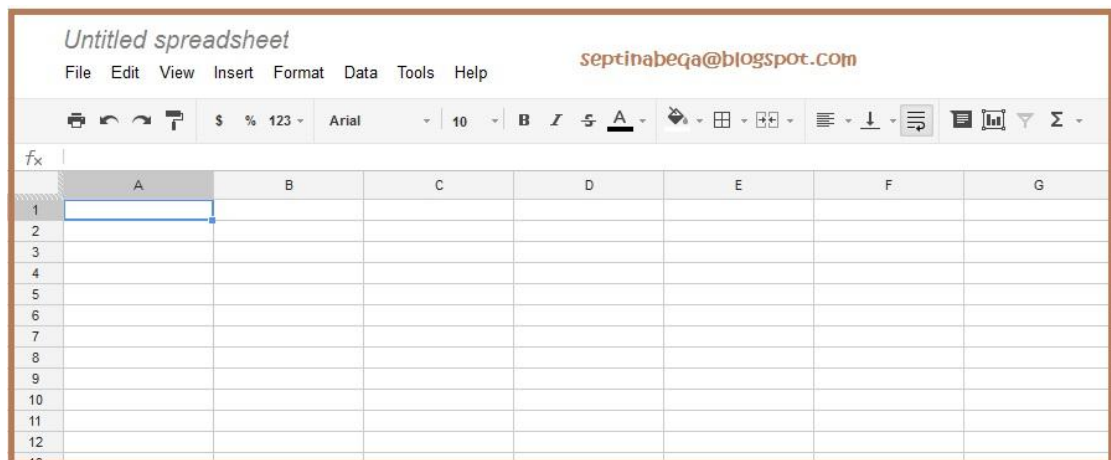 Untitled spreadsheet
septinabega@blogspot.com
File Edit View Insert Format Data Tools Help
$ % 123 Arial 10 B I S A Σ
fx
A B C D E F G
1
2
3
4
5
6
7
8
9
10
11
12